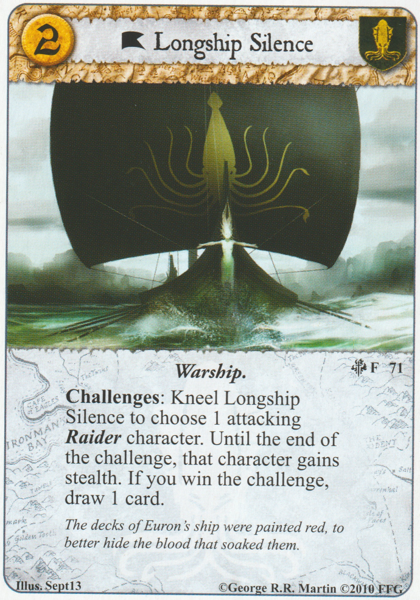 2
Longship Silence
Warship.
F 71
Challenges: Kneel Longship
Silence to choose 1 attacking
Raider character. Until the end of
the challenge, that character gains
stealth. If you win the challenge,
draw 1 card.
The decks of Euron's ship were painted red, to
better hide the blood that soaked them.
IRONMAN
BAY
Illus. Sept13
©George R.R. Martin ©2010 FFG